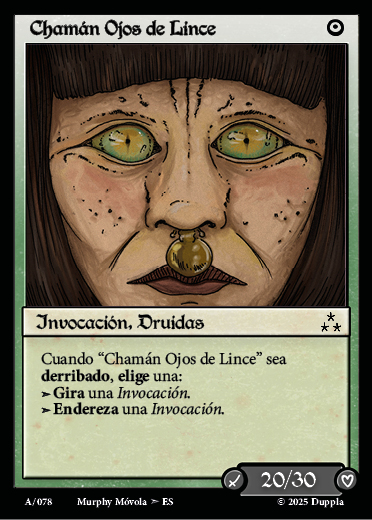 Chamán Ojos de Lince
Invocación, Druidas
Cuando “Chamán Ojos de Lince” sea
derribado, elige una:
➤ Gira una Invocación.
➤ Endereza una Invocación.
20/30
A/078 Murphy Móvola ➣ ES © 2025 Duppla